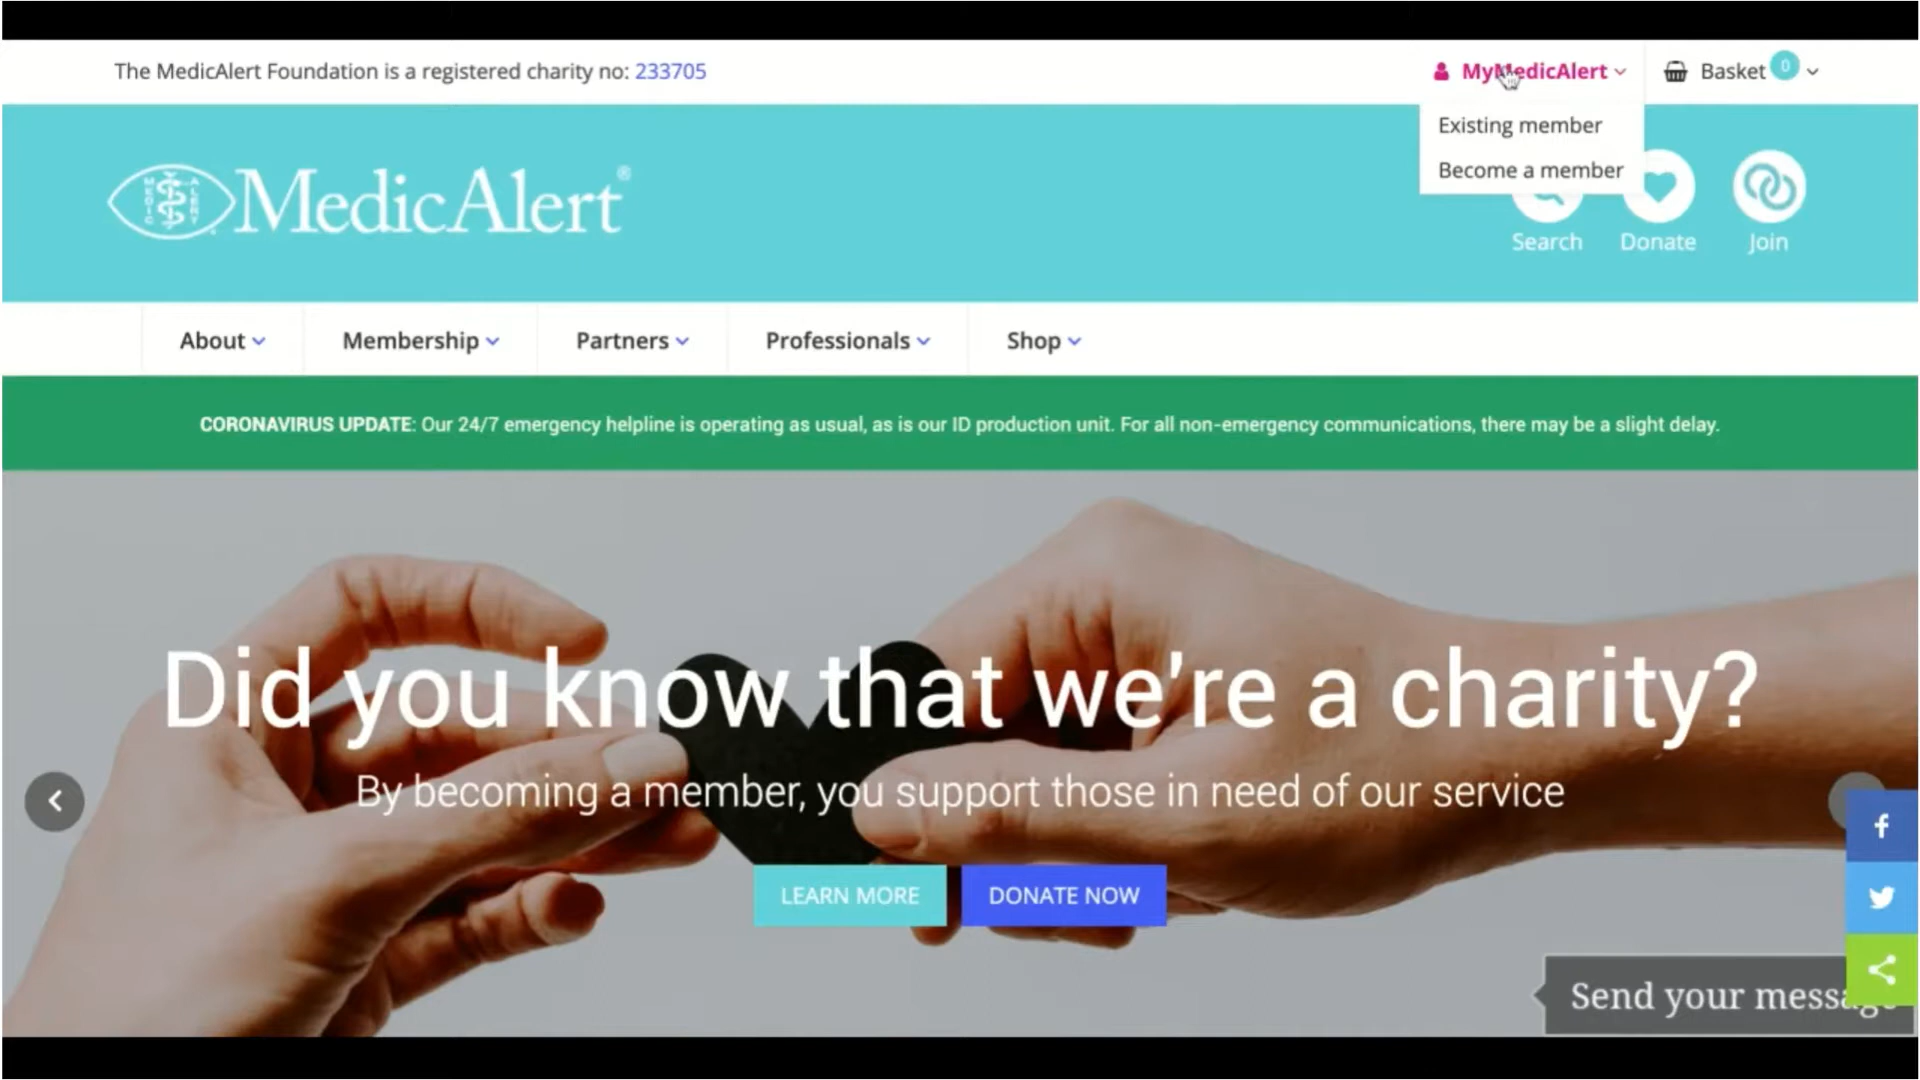 The MedicAlert Foundation is a registered charity no: 233705
MyMedicAlert
Basket 0
Existing member
Become a member
MEDIC ALERT
MedicAlert®
Search
Donate
Join
About
Membership
Partners
Professionals
Shop
CORONAVIRUS UPDATE: Our 24/7 emergency helpline is operating as usual, as is our ID production unit. For all non-emergency communications, there may be a slight delay.
Did you know that we're a charity?
By becoming a member, you support those in need of our service
LEARN MORE
DONATE NOW
Send your message